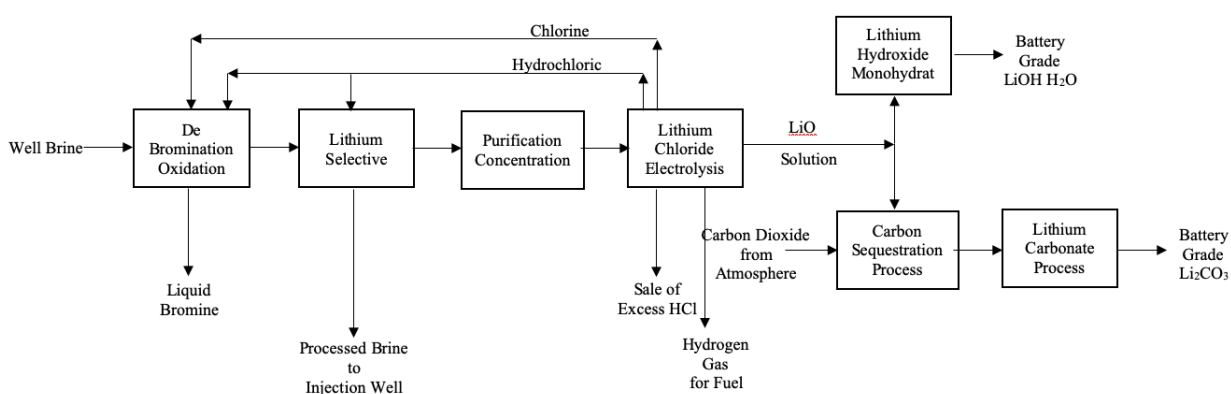 Chlorine
Hydrochloric
Well Brine
De
Bromination
Oxidation
Lithium
Selective
Purification
Concentration
Lithium
Chloride
Electrolysis
LiO
Solution
Lithium
Hydroxide
Monohydrat
Battery
Grade
LiOH H₂O
Carbon Dioxide
from
Atmosphere
Carbon
Sequestration
Process
Lithium
Carbonate
Process
Battery
Grade
Li₂CO₃
Liquid
Bromine
Processed Brine
to
Injection Well
Sale of
Excess HCl
Hydrogen
Gas
for Fuel